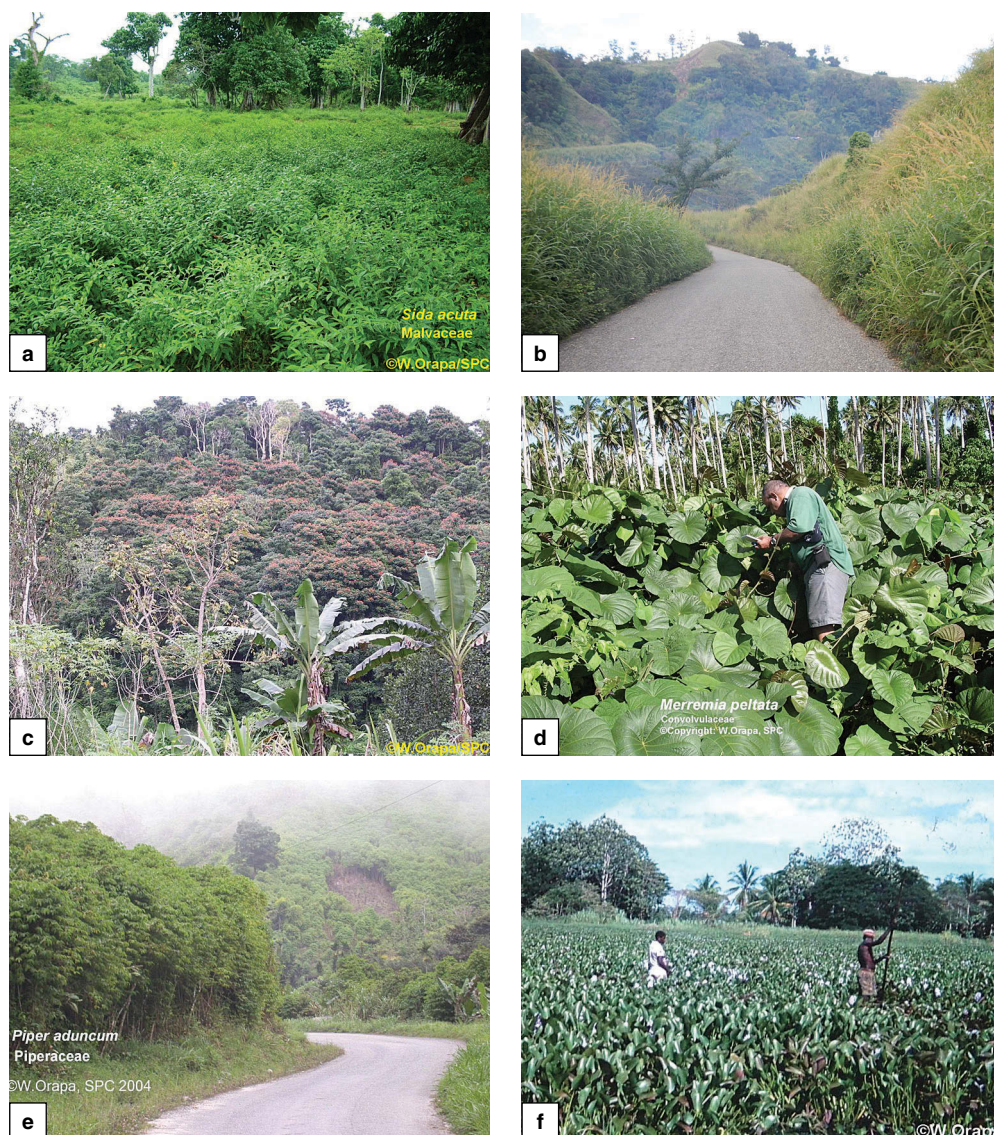 Sida acuta
Malvaceae
©W.Orapa/SPC
a
b
©W.Orapa/SPC
c
Merremia peltata
Convolvulaceae
©Copyright: W.Orapa, SPC
d
Piper aduncum
Piperaceae
©W.Orapa, SPC 2004
e
©W.Orap
f